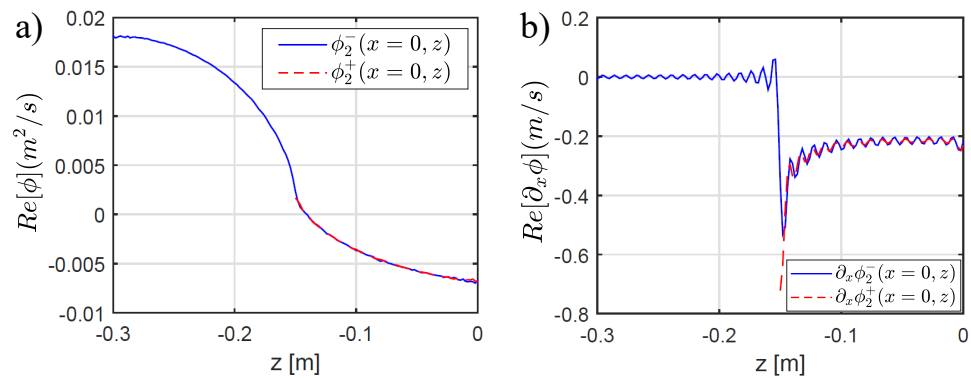 a)
Re[ϕ](m²/s)
0.02
0.015
0.01
0.005
0
-0.005
-0.01
-0.3
-0.2
-0.1
0
z [m]
ϕ₂⁻(x = 0, z)
ϕ₂⁺(x = 0, z)
b)
Re[∂ₓϕ](m/s)
0.2
0
-0.2
-0.4
-0.6
-0.8
-0.3
-0.2
-0.1
0
z [m]
∂ₓϕ₂⁻(x = 0, z)
∂ₓϕ₂⁺(x = 0, z)